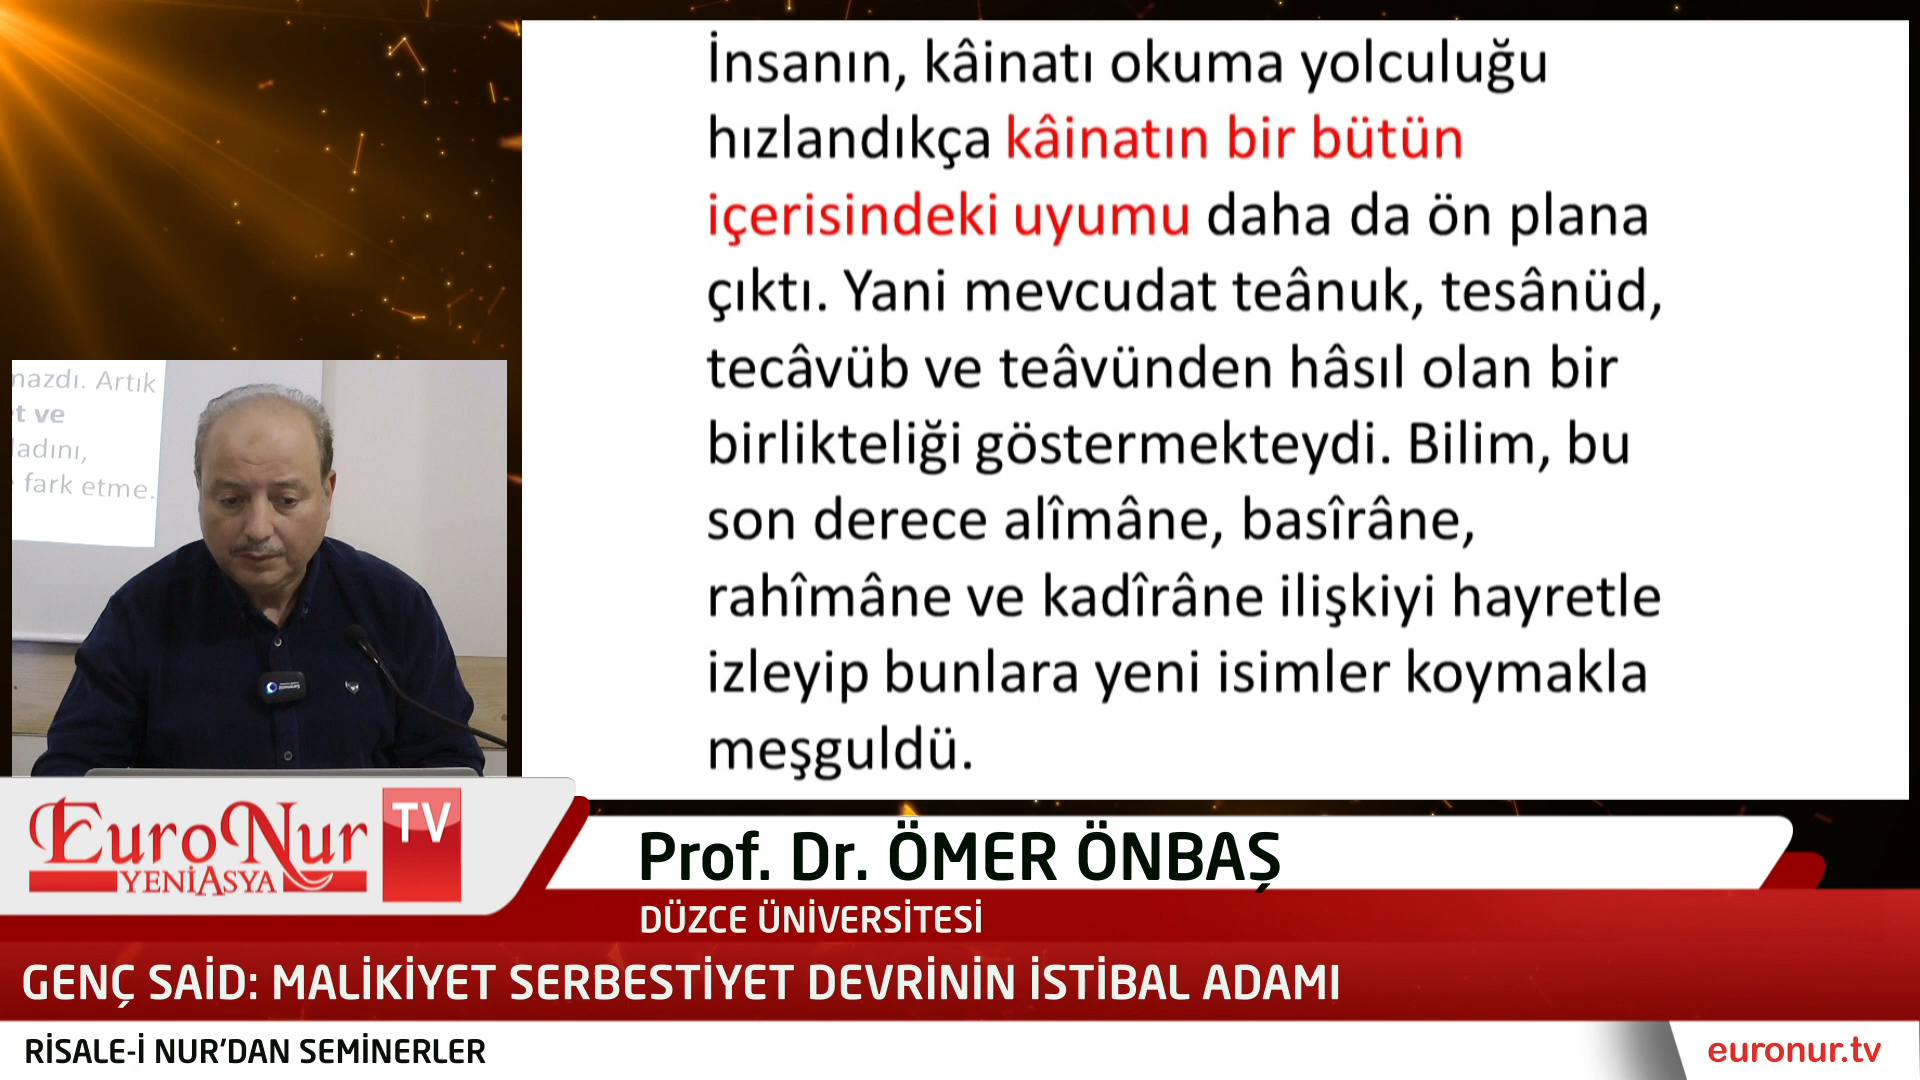 İnsanın, kâinatı okuma yolculuğu
hızlandıkça kâinatın bir bütün
içerisindeki uyumu daha da ön plana
çıktı. Yani mevcudat teânuk, tesânüd,
tecâvüb ve teâvünden hâsıl olan bir
birlikteliği göstermekteydi. Bilim, bu
son derece alîmâne, basîrâne,
rahîmâne ve kadîrâne ilişkiyi hayretle
izleyip bunlara yeni isimler koymakla
meşguldü.
mazdı. Artık
t ve
ladını,
fark etme.
EuroNur TV
YENİASYA
Prof. Dr. ÖMER ÖNBAŞ
DÜZCE ÜNİVERSİTESİ
GENÇ SAİD: MALİKİYET SERBESTİYET DEVRİNİN İSTİBAL ADAMI
RİSALE-İ NUR'DAN SEMİNERLER
euronur.tv